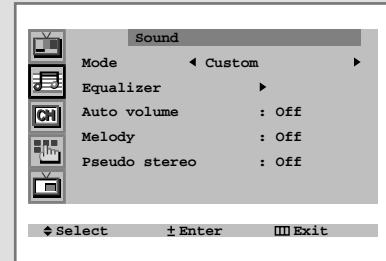 Sound
Mode Custom
Equalizer
CH Auto volume : Off
Melody : Off
Pseudo stereo : Off
Select ± Enter Exit